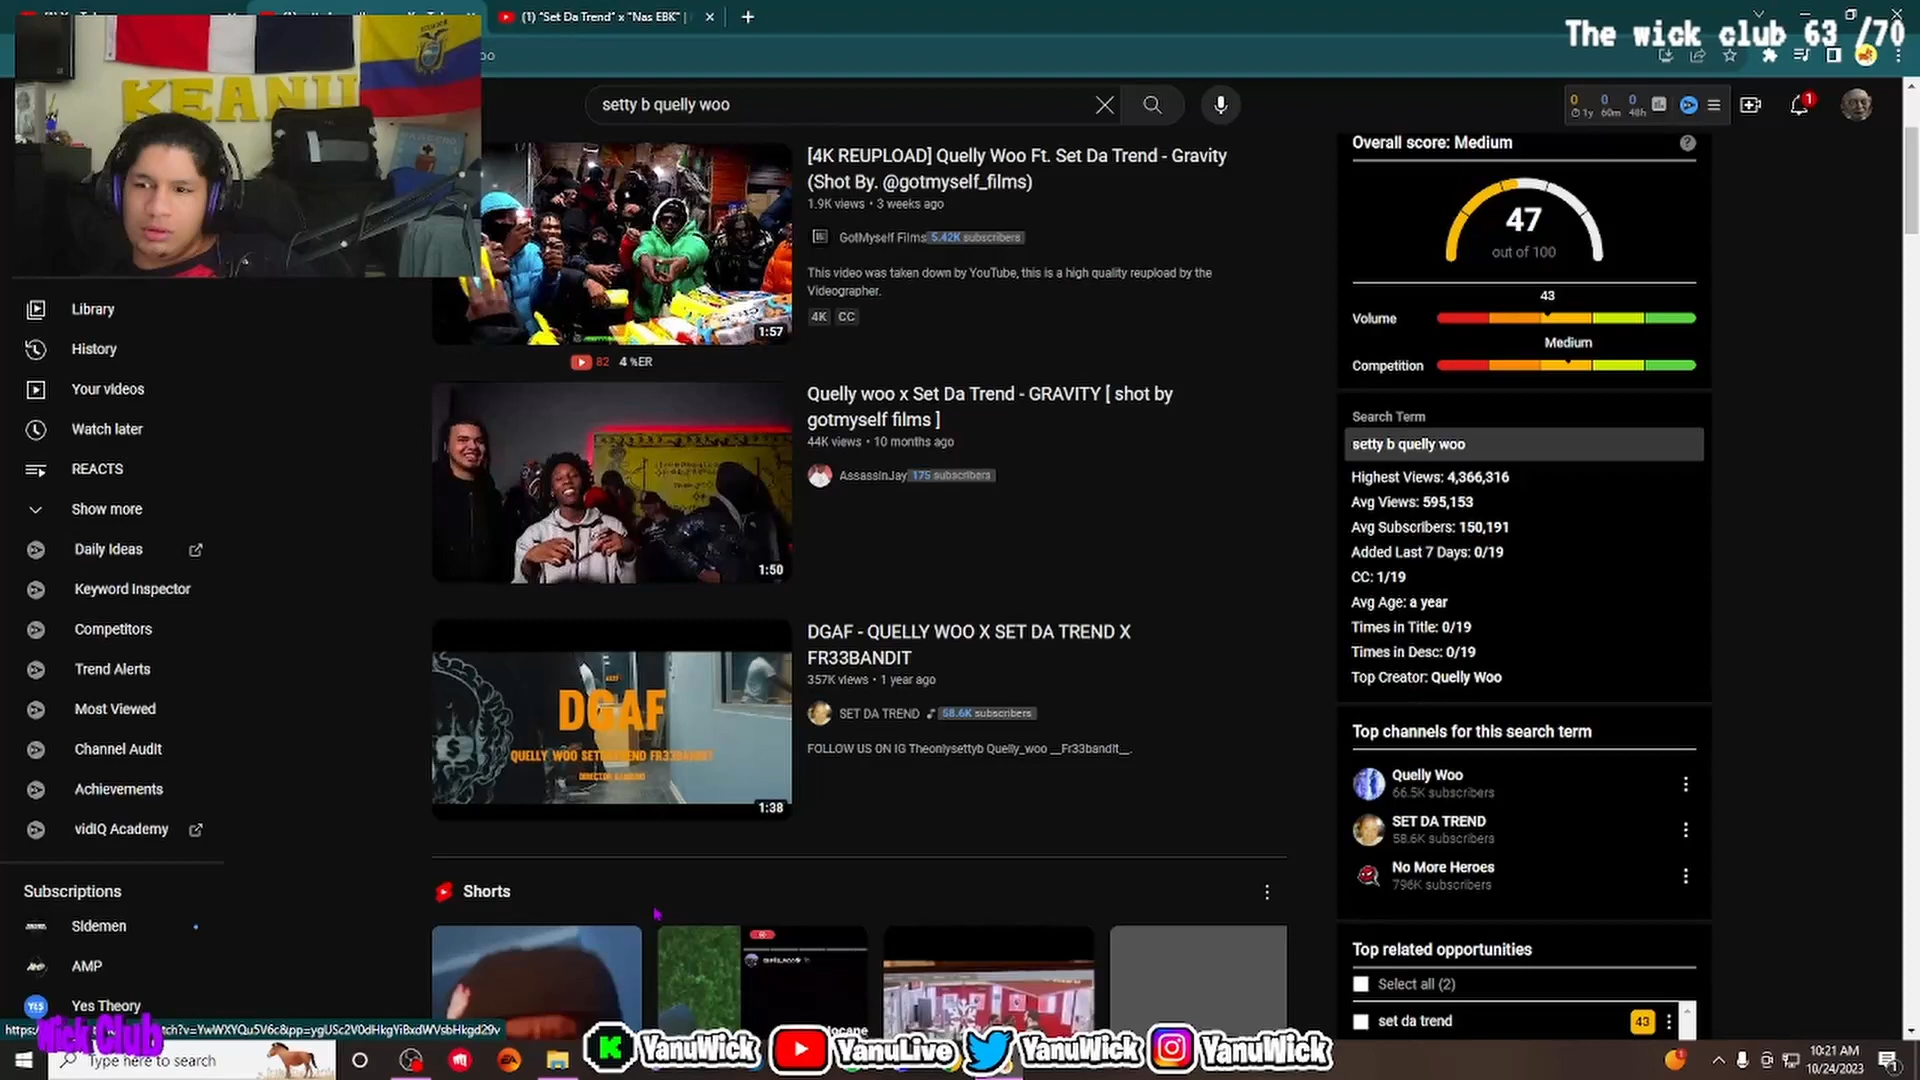 (1) "Set Da Trend" x "Nas EBK" |
The wick club 63 /70
KEANU
setty b quelly woo
0 0 0
1y 60m 48h
1
[4K REUPLOAD] Quelly Woo Ft. Set Da Trend - Gravity
(Shot By. @gotmyself_films)
1.9K views • 3 weeks ago
GotMyself Films 5.42K subscribers
This video was taken down by YouTube, this is a high quality reupload by the
Videographer.
4K CC
1:57
82 4 %ER
Quelly woo x Set Da Trend - GRAVITY [ shot by
gotmyself films ]
44K views • 10 months ago
AssassinJay 175 subscribers
1:50
DGAF - QUELLY WOO X SET DA TREND X
FR33BANDIT
357K views • 1 year ago
SET DA TREND 58.6K subscribers
FOLLOW US ON IG Theonlysettyb Quelly_woo __Fr33bandit__.
DGAF
1:38
Shorts
Library
History
Your videos
Watch later
REACTS
Show more
Daily Ideas
Keyword Inspector
Competitors
Trend Alerts
Most Viewed
Channel Audit
Achievements
vidIQ Academy
Subscriptions
Sidemen
AMP
YES Yes Theory
Overall score: Medium
47
out of 100
43
Volume
Medium
Competition
Search Term
setty b quelly woo
Highest Views: 4,366,316
Avg Views: 595,153
Avg Subscribers: 150,191
Added Last 7 Days: 0/19
CC: 1/19
Avg Age: a year
Times in Title: 0/19
Times in Desc: 0/19
Top Creator: Quelly Woo
Top channels for this search term
Quelly Woo
66.5K subscribers
SET DA TREND
58.6K subscribers
No More Heroes
796K subscribers
Top related opportunities
Select all (2)
set da trend 43
Wick Club
Type here to search
K YanuWick YanuLive YanuWick YanuWick
10:21 AM
10/24/2023